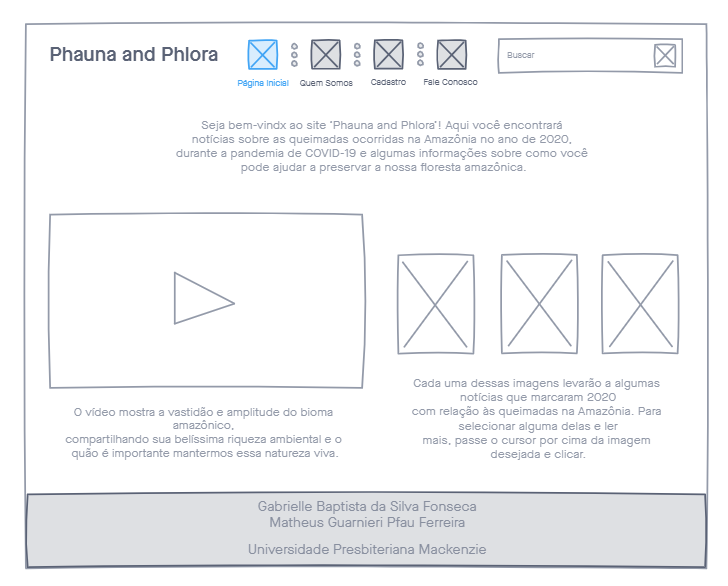 Phauna and Phlora
Página Inicial
Quem Somos
Cadastro
Fale Conosco
Buscar
Seja bem-vindx ao site "Phauna and Phlora"! Aqui você encontrará
notícias sobre as queimadas ocorridas na Amazônia no ano de 2020,
durante a pandemia de COVID-19 e algumas informações sobre como você
pode ajudar a preservar a nossa floresta amazônica.
O vídeo mostra a vastidão e amplitude do bioma
amazônico,
compartilhando sua belíssima riqueza ambiental e o
quão é importante mantermos essa natureza viva.
Cada uma dessas imagens levarão a algumas
notícias que marcaram 2020
com relação às queimadas na Amazônia. Para
selecionar alguma delas e ler
mais, passe o cursor por cima da imagem
desejada e clicar.
Gabrielle Baptista da Silva Fonseca
Matheus Guarnieri Pfau Ferreira
Universidade Presbiteriana Mackenzie